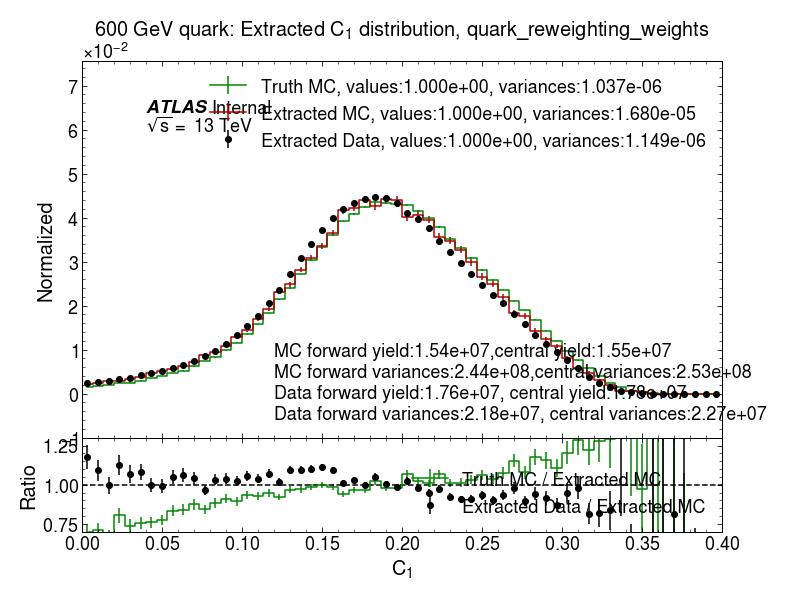 600 GeV quark: Extracted C₁ distribution, quark_reweighting_weights
×10⁻²
Truth MC, values:1.000e+00, variances:1.037e-06
ATLAS Internal
Extracted MC, values:1.000e+00, variances:1.680e-05
√s = 13 TeV
Extracted Data, values:1.000e+00, variances:1.149e-06
7
6
5
4
3
2
1
0
Normalized
MC forward yield:1.54e+07,central yield:1.55e+07
MC forward variances:2.44e+08,central variances:2.53e+08
Data forward yield:1.76e+07, central yield:1.78e+07
Data forward variances:2.18e+07, central variances:2.27e+07
1.25
1.00
0.75
Ratio
Truth MC / Extracted MC
Extracted Data / Extracted MC
0.00 0.05 0.10 0.15 0.20 0.25 0.30 0.35 0.40
C₁